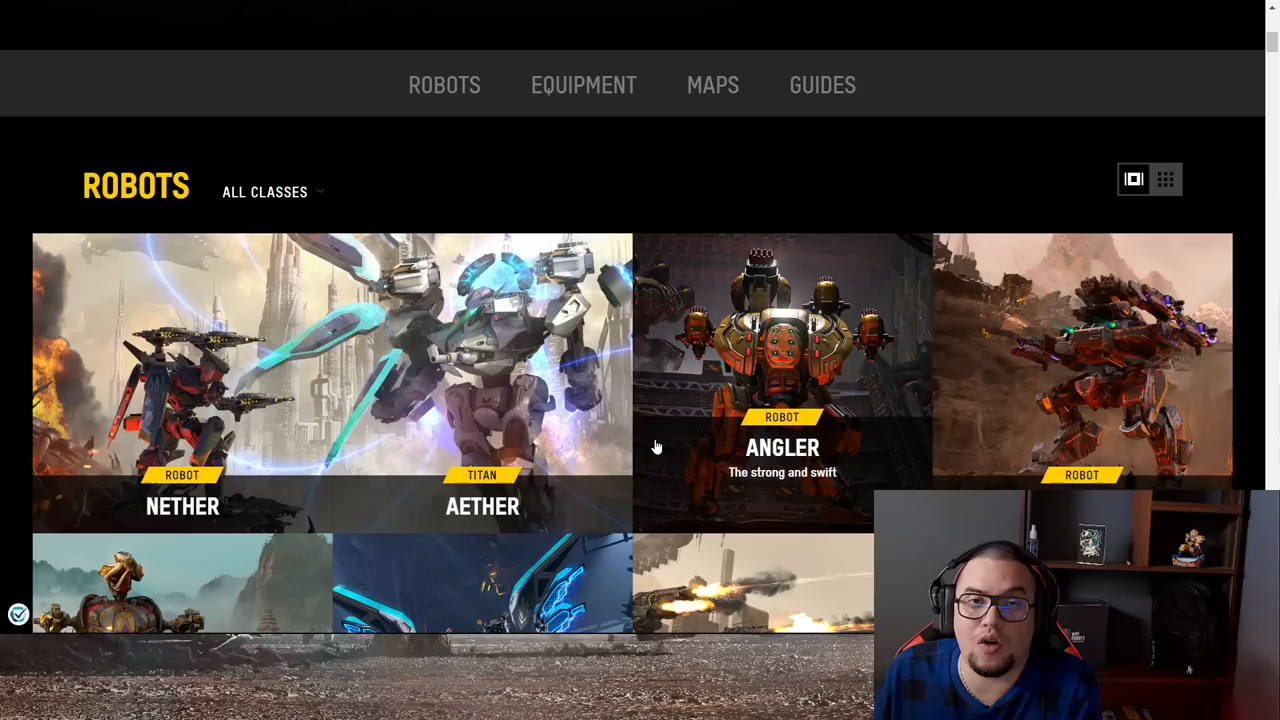 ROBOTS EQUIPMENT MAPS GUIDES
ROBOTS ALL CLASSES
ROBOT
NETHER
TITAN
AETHER
ROBOT
ANGLER
The strong and swift
ROBOT